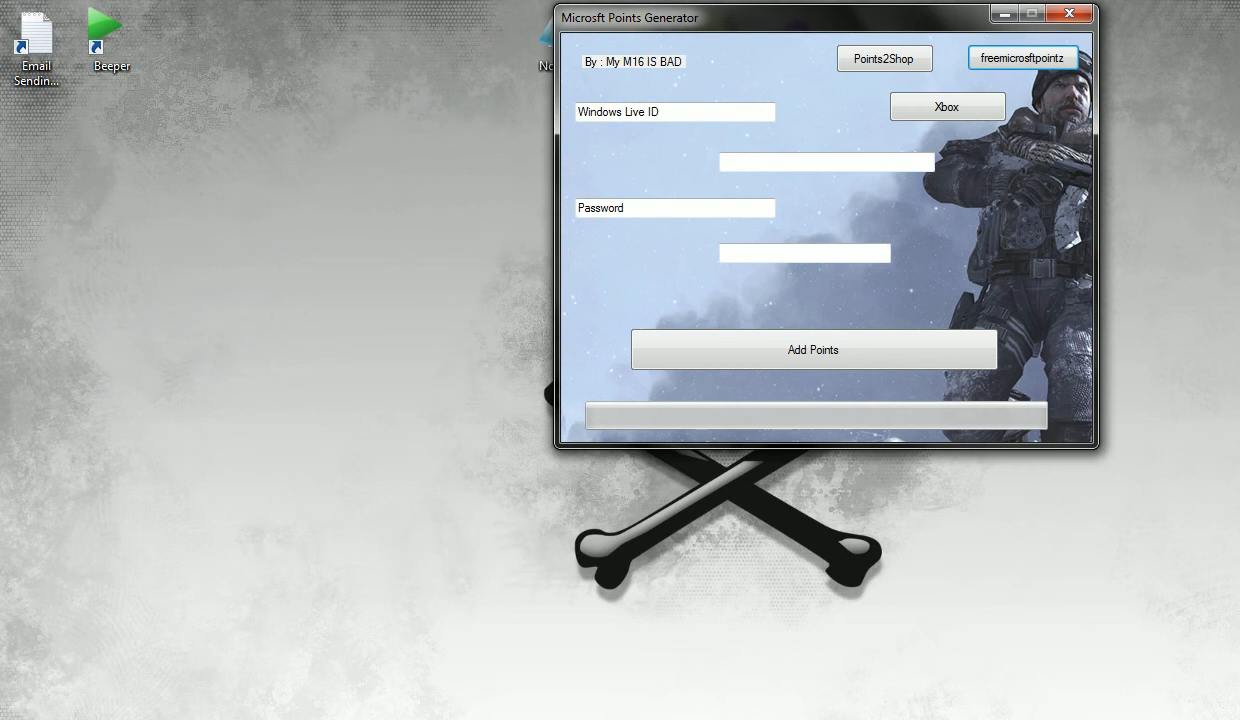 Email
Sendin...
Beeper
Microsft Points Generator
By : My M16 IS BAD
Points2Shop
freemicrosftpointz
Xbox
Windows Live ID
Password
Add Points